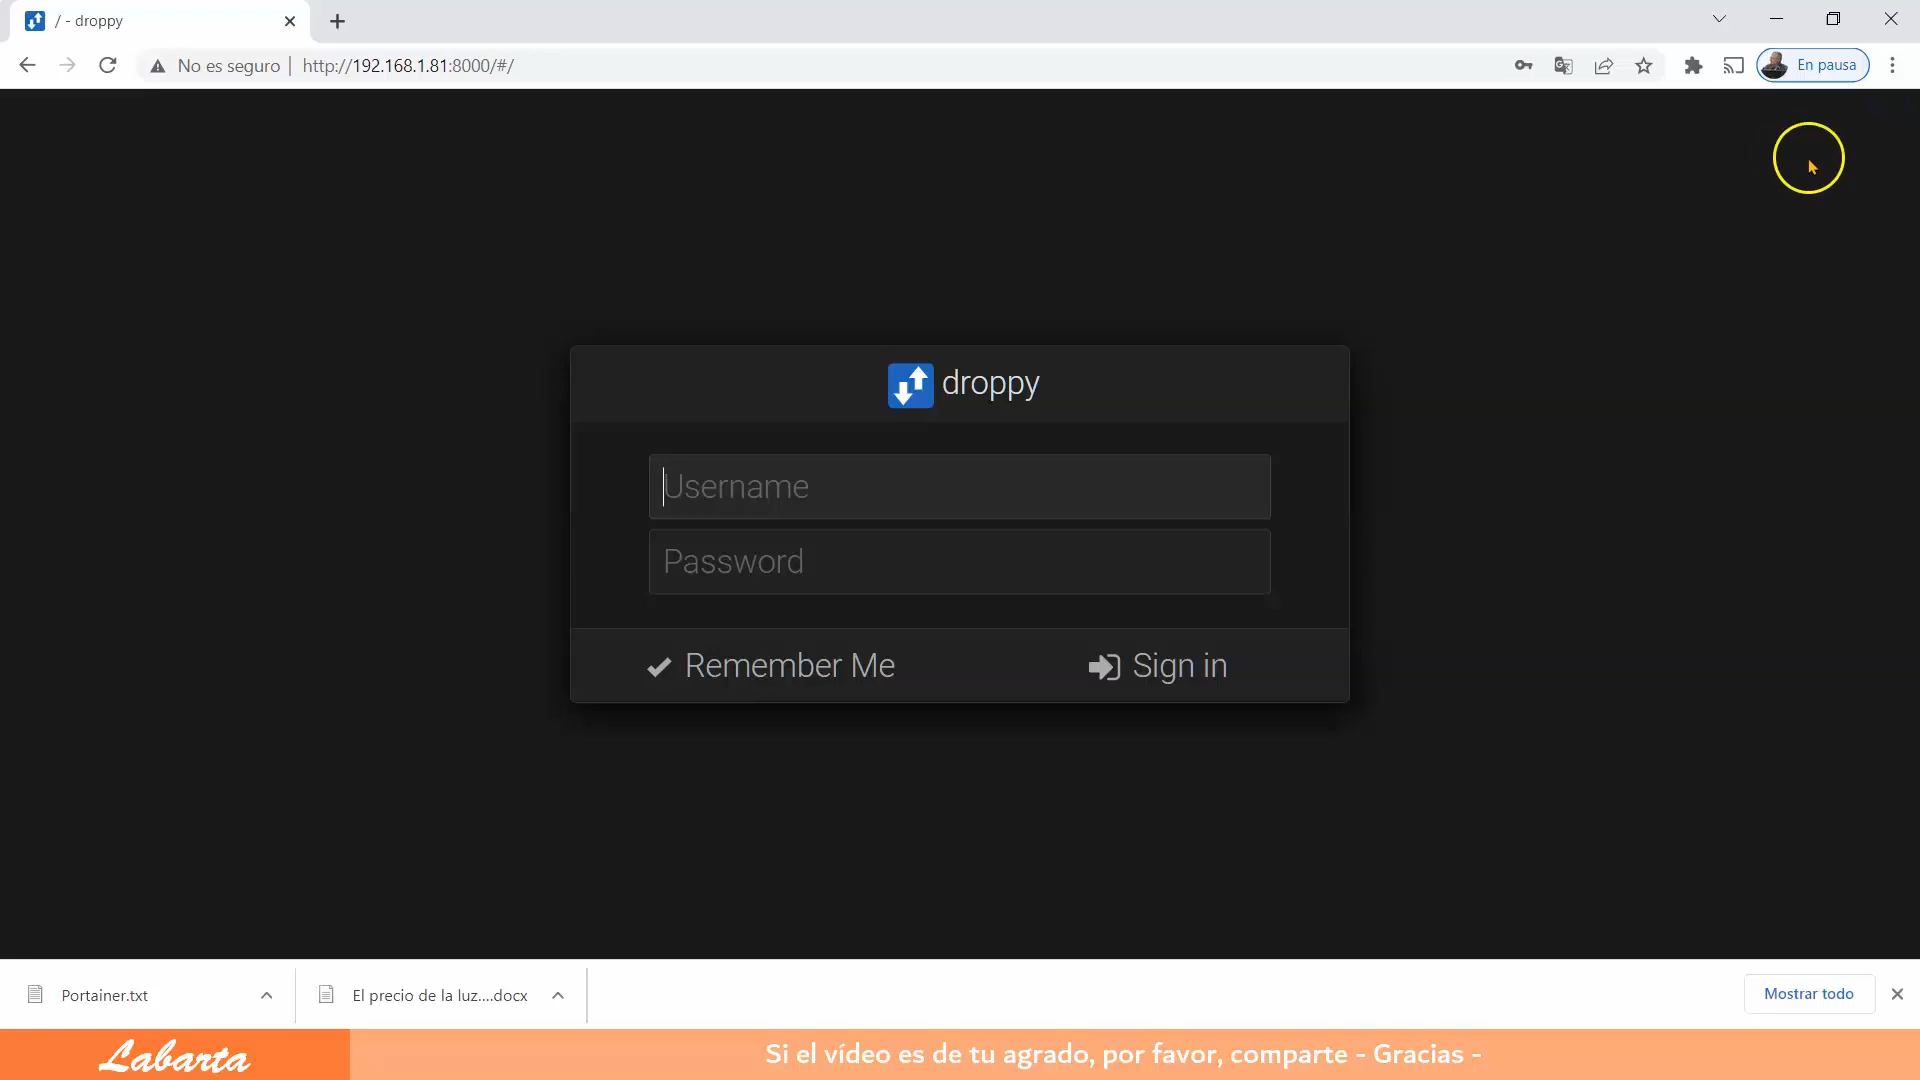 / - droppy
No es seguro | http://192.168.1.81:8000/#/
En pausa
droppy
Username
Password
Remember Me
Sign in
Portainer.txt
El precio de la luz....docx
Mostrar todo
Labarta
Si el vídeo es de tu agrado, por favor, comparte - Gracias -